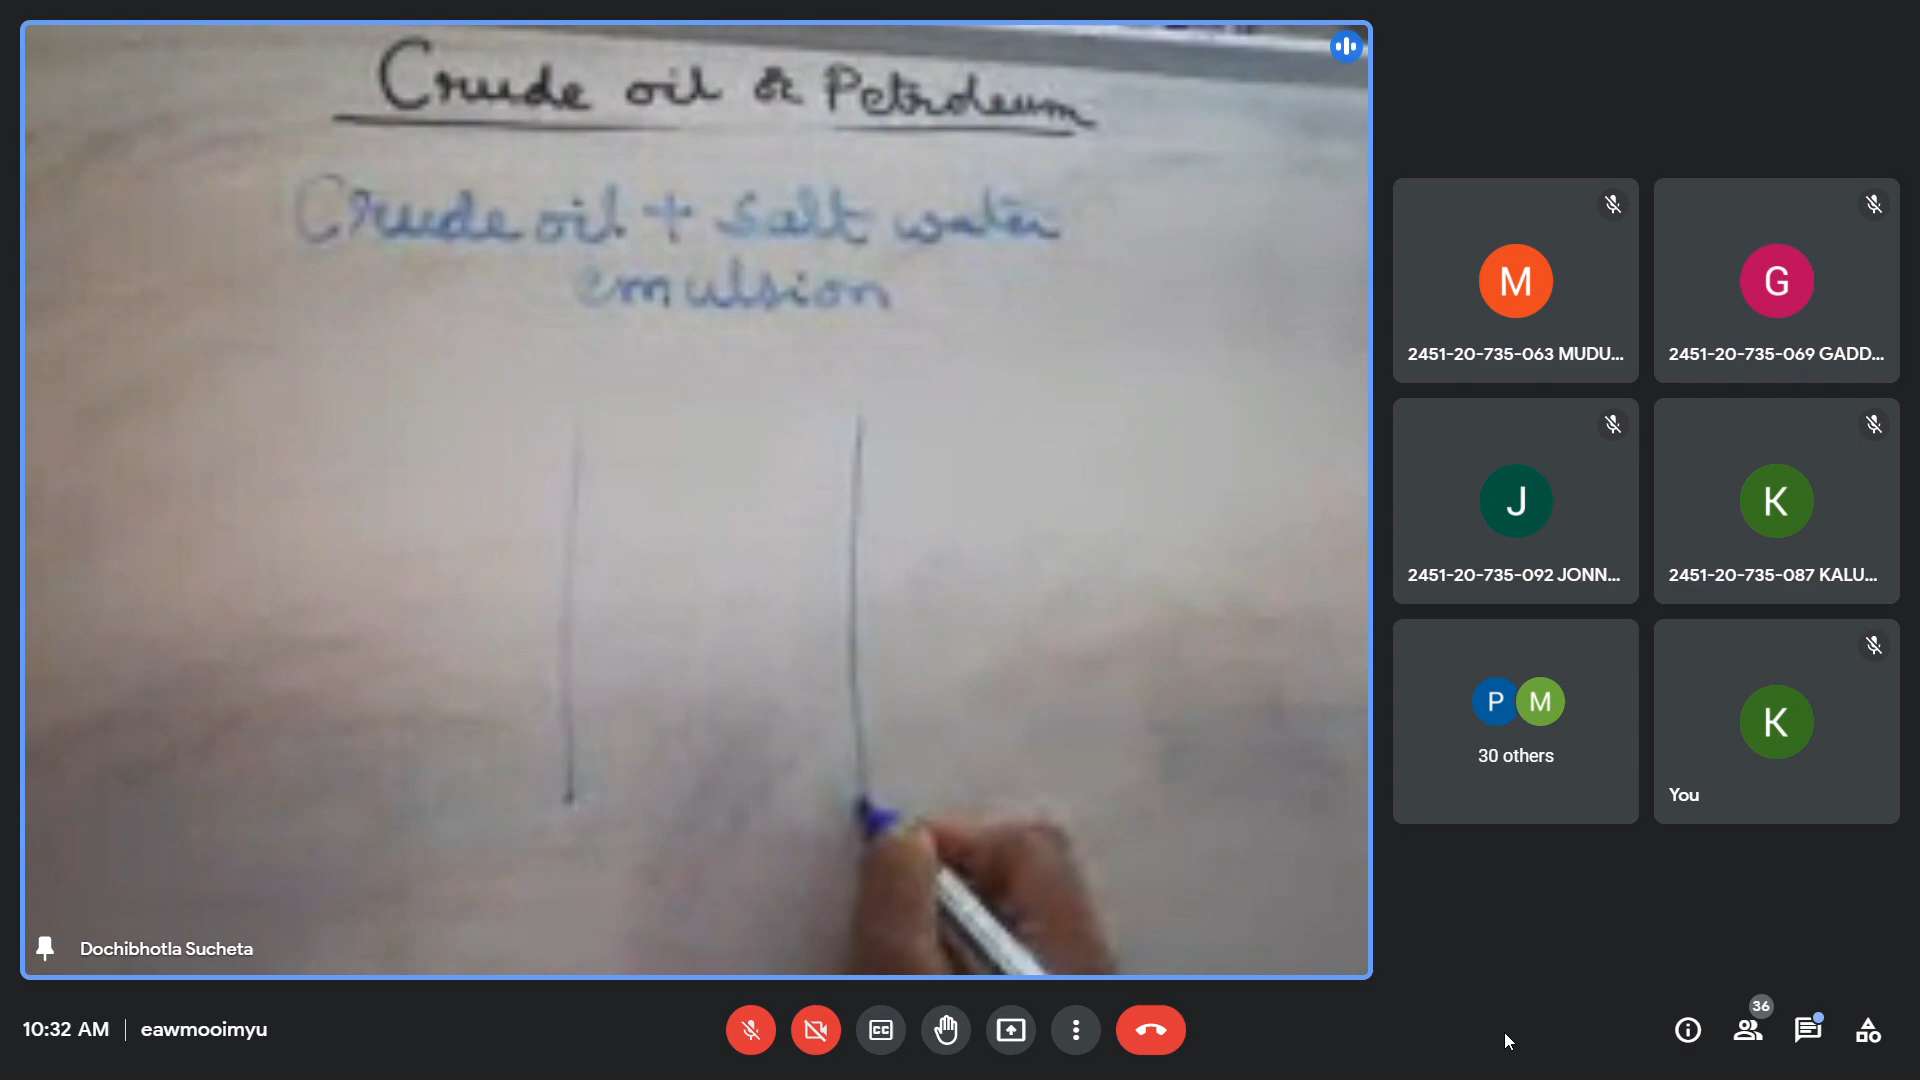 Crude oil & Petroleum
Crude oil + Salt water
emulsion
Dochibhotla Sucheta
M
2451-20-735-063 MUDU...
G
2451-20-735-069 GADD...
J
2451-20-735-092 JONN...
K
2451-20-735-087 KALU...
P M
30 others
K
You
10:32 AM | eawmooimyu
CC
36